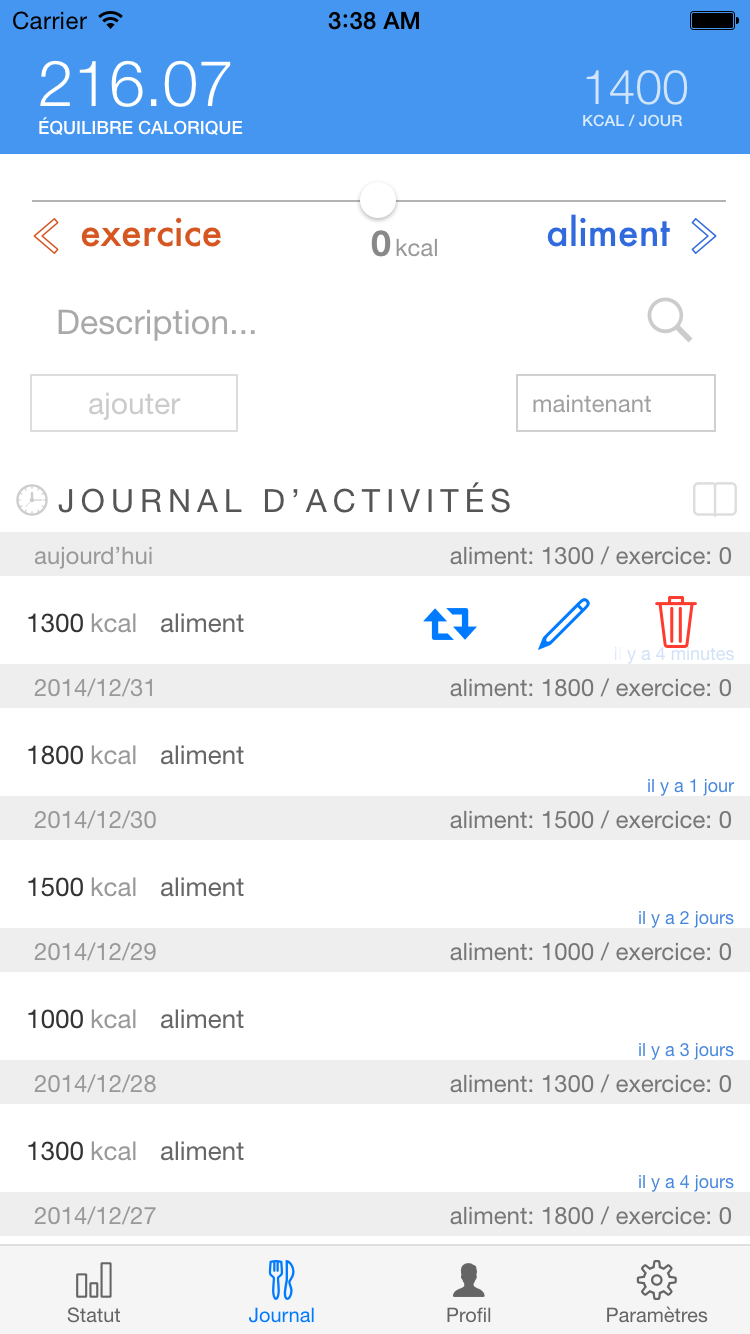 Carrier 3:38 AM
216.07 1400
ÉQUILIBRE CALORIQUE KCAL / JOUR
exercice 0 kcal aliment
Description...
ajouter maintenant
JOURNAL D’ACTIVITÉS
aujourd’hui aliment: 1300 / exercice: 0
1300 kcal aliment
il y a 4 minutes
2014/12/31 aliment: 1800 / exercice: 0
1800 kcal aliment
il y a 1 jour
2014/12/30 aliment: 1500 / exercice: 0
1500 kcal aliment
il y a 2 jours
2014/12/29 aliment: 1000 / exercice: 0
1000 kcal aliment
il y a 3 jours
2014/12/28 aliment: 1300 / exercice: 0
1300 kcal aliment
il y a 4 jours
2014/12/27 aliment: 1800 / exercice: 0
Statut Journal Profil Paramètres